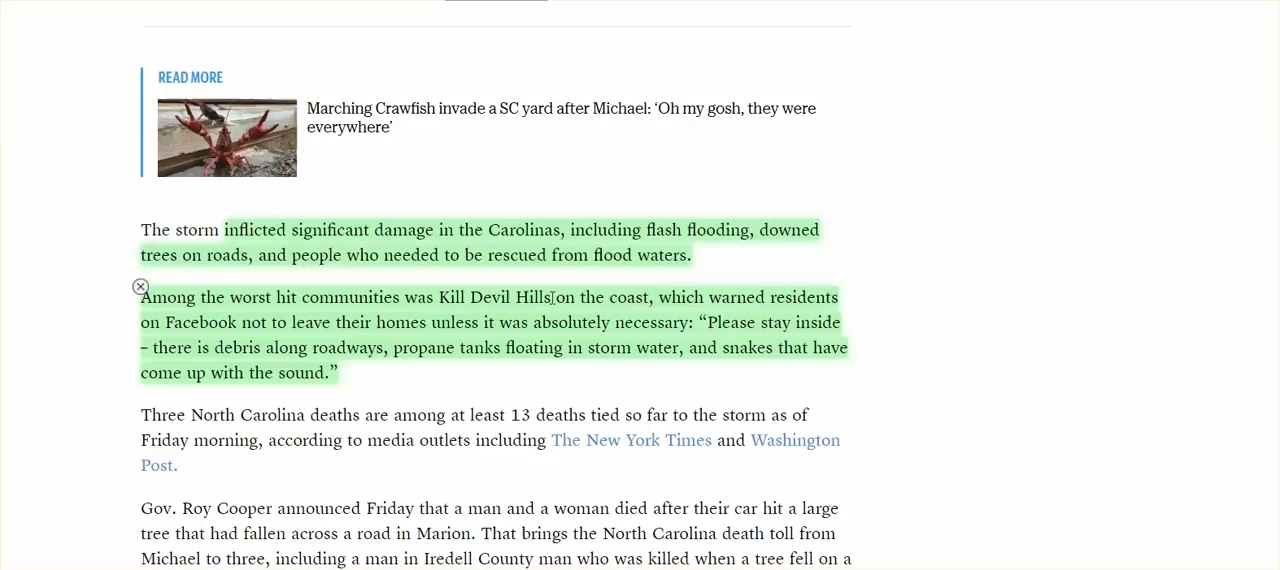 READ MORE
Marching Crawfish invade a SC yard after Michael: ‘Oh my gosh, they were
everywhere’
The storm inflicted significant damage in the Carolinas, including flash flooding, downed
trees on roads, and people who needed to be rescued from flood waters.
Among the worst hit communities was Kill Devil Hills on the coast, which warned residents
on Facebook not to leave their homes unless it was absolutely necessary: “Please stay inside
– there is debris along roadways, propane tanks floating in storm water, and snakes that have
come up with the sound.”
Three North Carolina deaths are among at least 13 deaths tied so far to the storm as of
Friday morning, according to media outlets including The New York Times and Washington
Post.
Gov. Roy Cooper announced Friday that a man and a woman died after their car hit a large
tree that had fallen across a road in Marion. That brings the North Carolina death toll from
Michael to three, including a man in Iredell County man who was killed when a tree fell on a